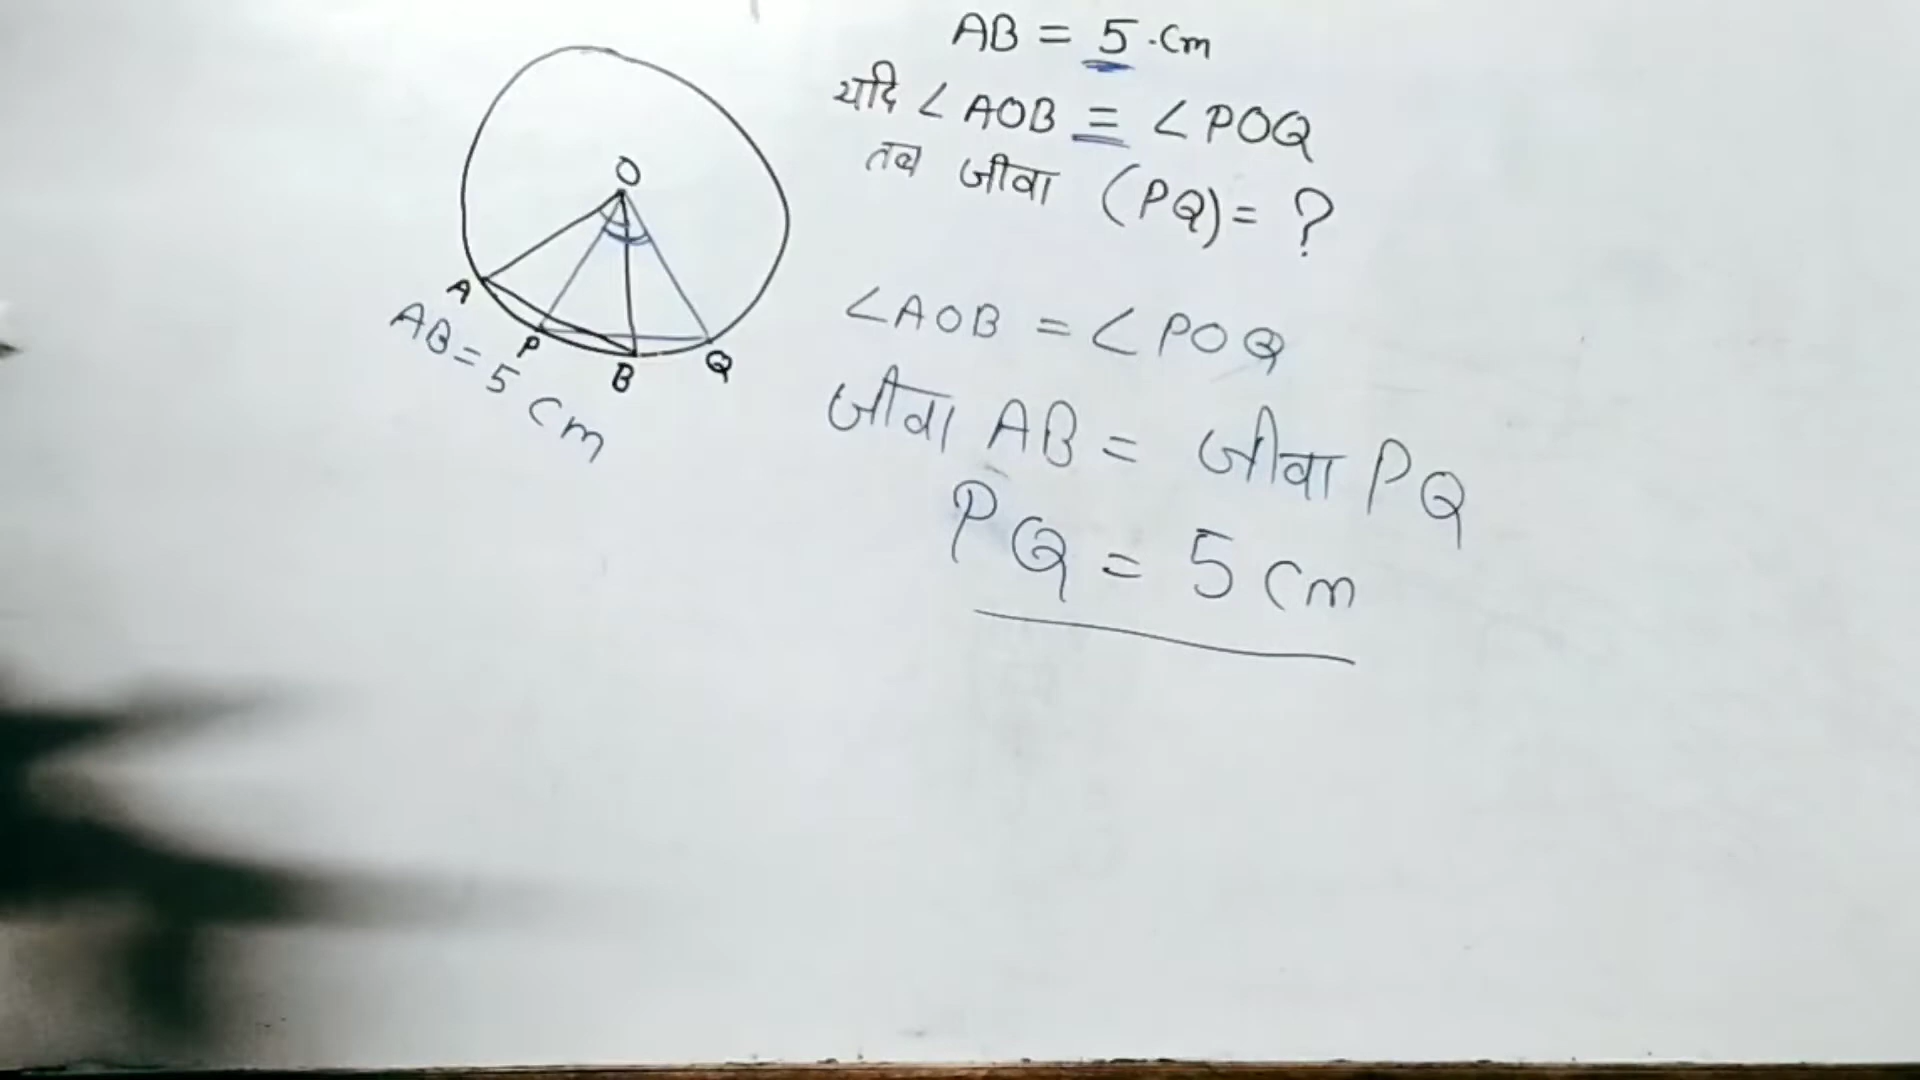 AB = 5 cm
यदि ∠AOB = ∠POQ
तब जीवा (PQ) = ?
O
A
P
B
Q
AB = 5 cm
∠AOB = ∠POQ
जीवा AB = जीवा PQ
PQ = 5 cm